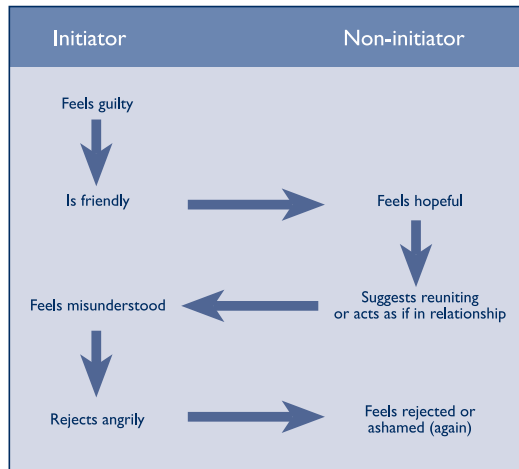 Initiator
Non-initiator
Feels guilty
Is friendly
Feels hopeful
Feels misunderstood
Suggests reuniting
or acts as if in relationship
Rejects angrily
Feels rejected or
ashamed (again)